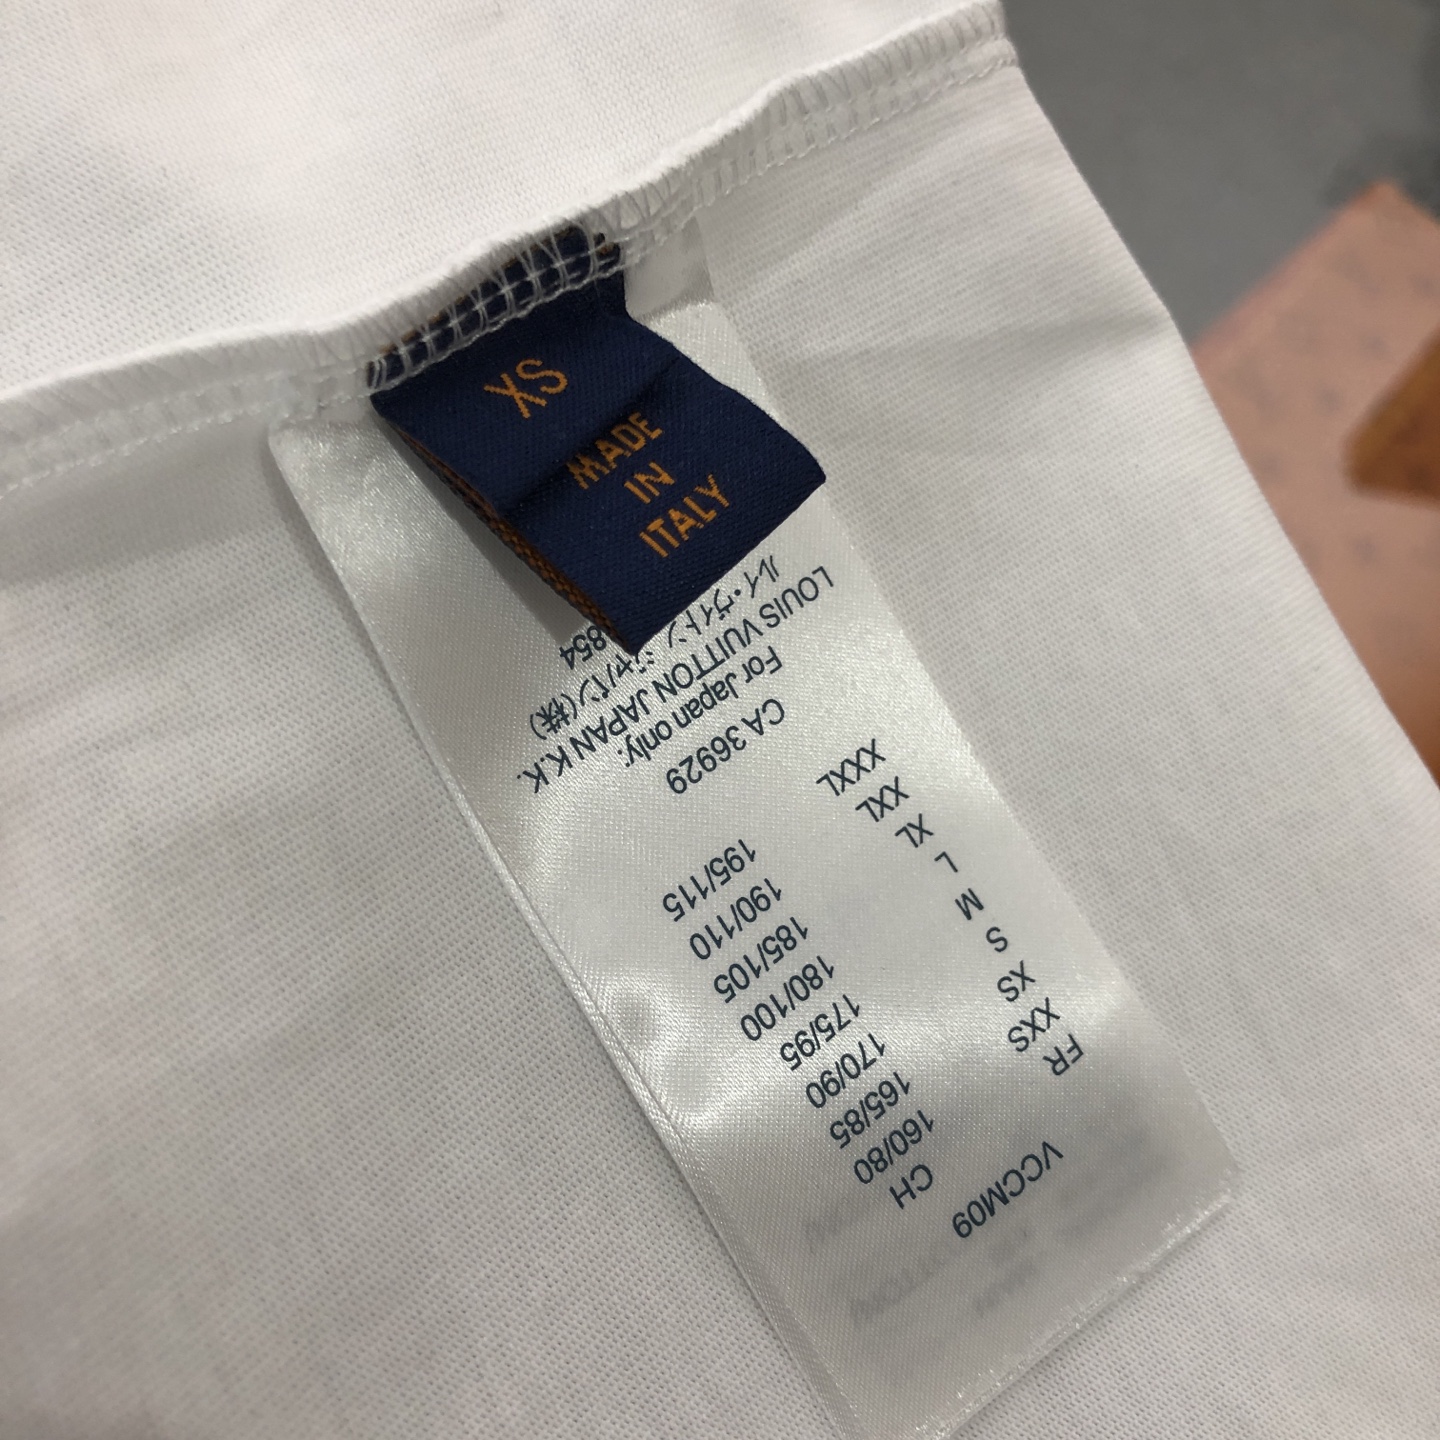 XS
MADE
IN
ITALY
VCCM09
FR CH
XXS 160/80
XS 165/85
S 170/90
M 175/95
L 180/100
XL 185/105
XXL 190/110
XXXL 195/115
CA 36929
For Japan only:
LOUIS VUITTON JAPAN K.K.
ルイ・ヴィトン ジャパン(株)
854